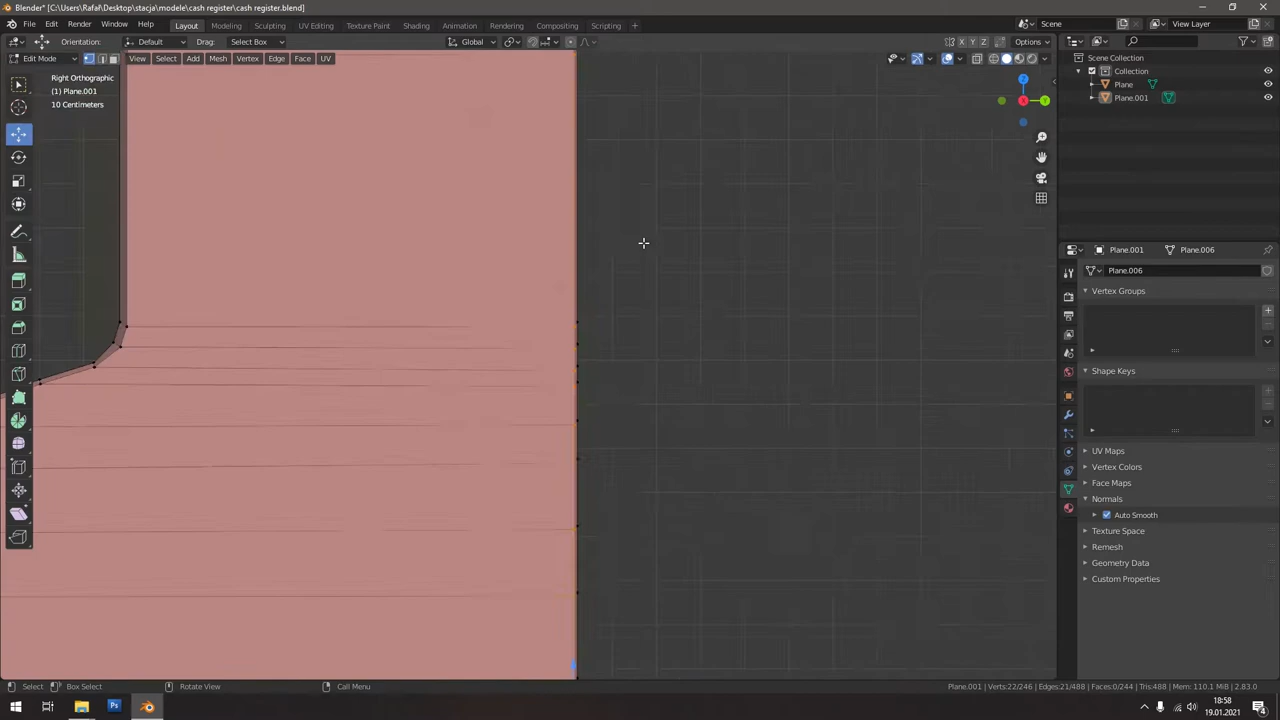 Blender* [C:\Users\Rafał\stacja\modele\cash register\cash register.blend]
File Edit Render Window Help
Layout Modeling Sculpting UV Editing Texture Paint Shading Animation Rendering Compositing Scripting +
Scene
View Layer
Orientation: Default Drag: Select Box
Global
X Y Z
Options
Edit Mode
View Select Add Mesh Vertex Edge Face UV
Right Orthographic
(1) Plane.001
10 Centimeters
Z
X
Y
Scene Collection
Collection
Plane
Plane.001
Plane.001
Plane.006
Plane.006
Vertex Groups
Shape Keys
UV Maps
Vertex Colors
Face Maps
Normals
Auto Smooth
Texture Space
Remesh
Geometry Data
Custom Properties
Select
Box Select
Rotate View
Call Menu
Plane.001 | Verts:22/246 | Edges:21/488 | Faces:0/244 | Tris:488 | Mem: 110.1 MiB | 2.83.0
Ps
18:58
19.01.2021